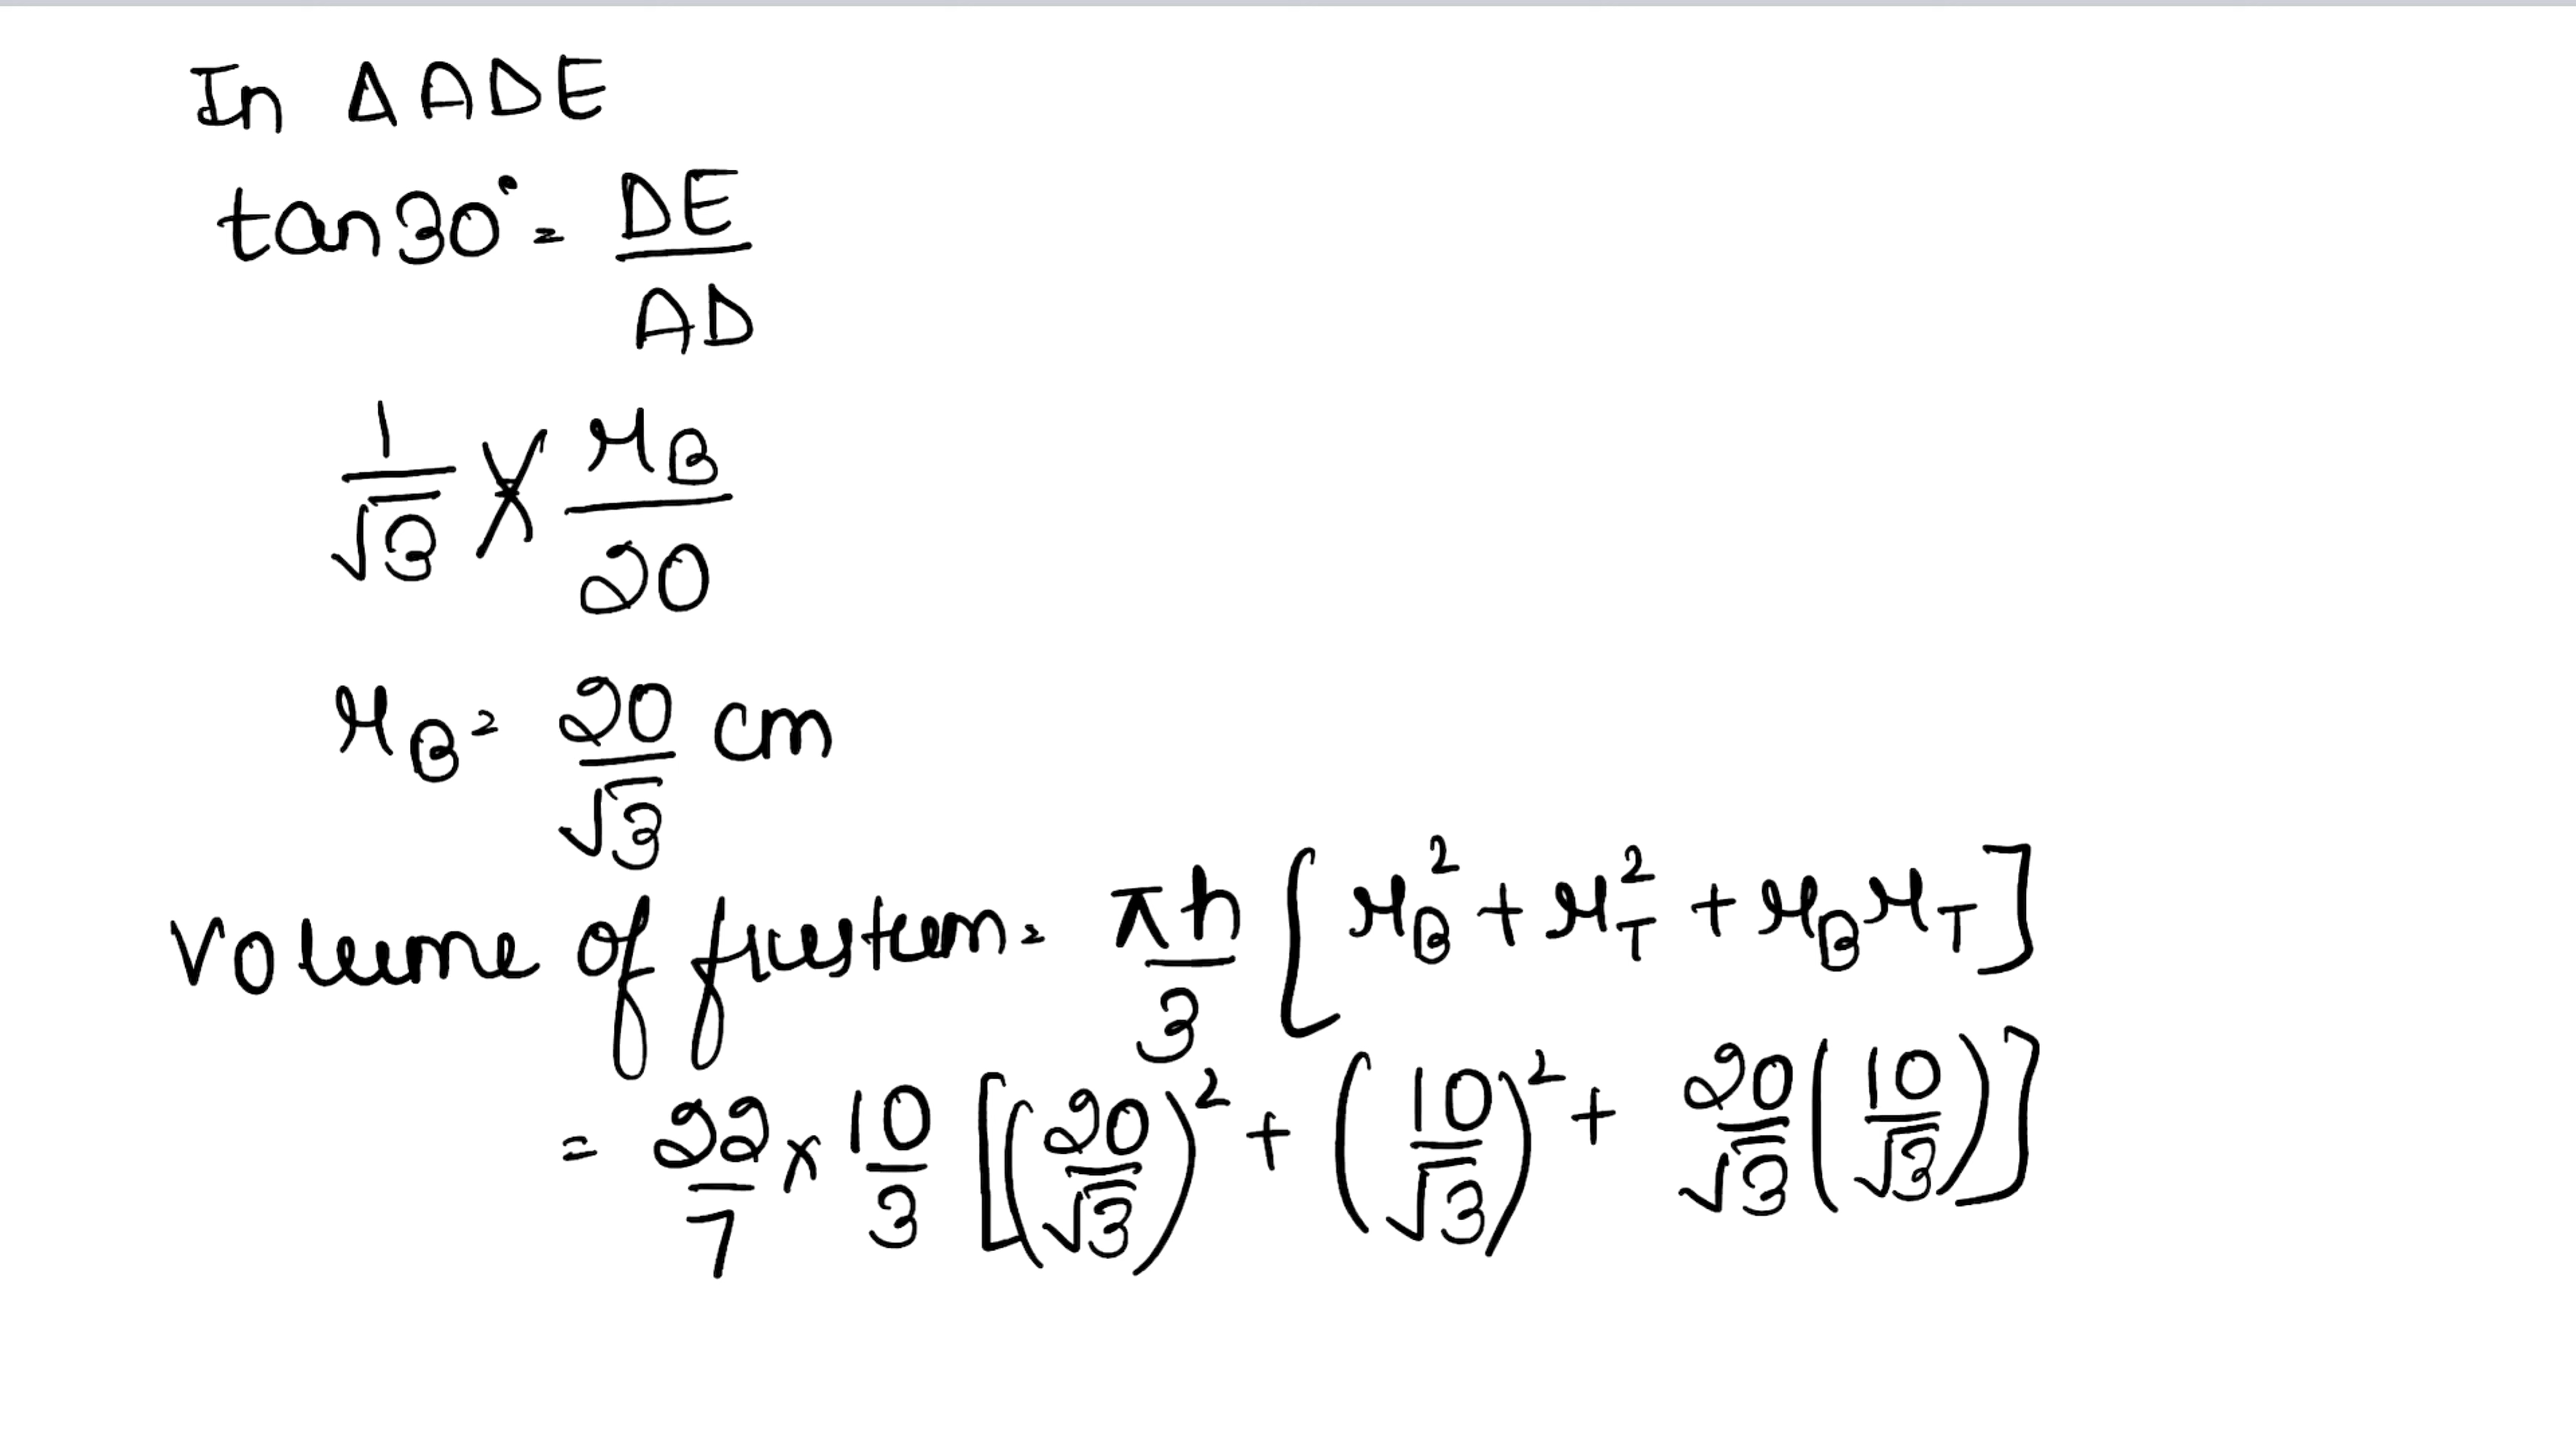 In Δ ADE
tan30° = DE/AD
1/√3 × r_B/20
r_B = 20/√3 cm
Volume of frustum = πh/3 [r_B² + r_T² + r_B r_T]
= 22/7 × 10/3 [(20/√3)² + (10/√3)² + 20/√3 (10/√3)]